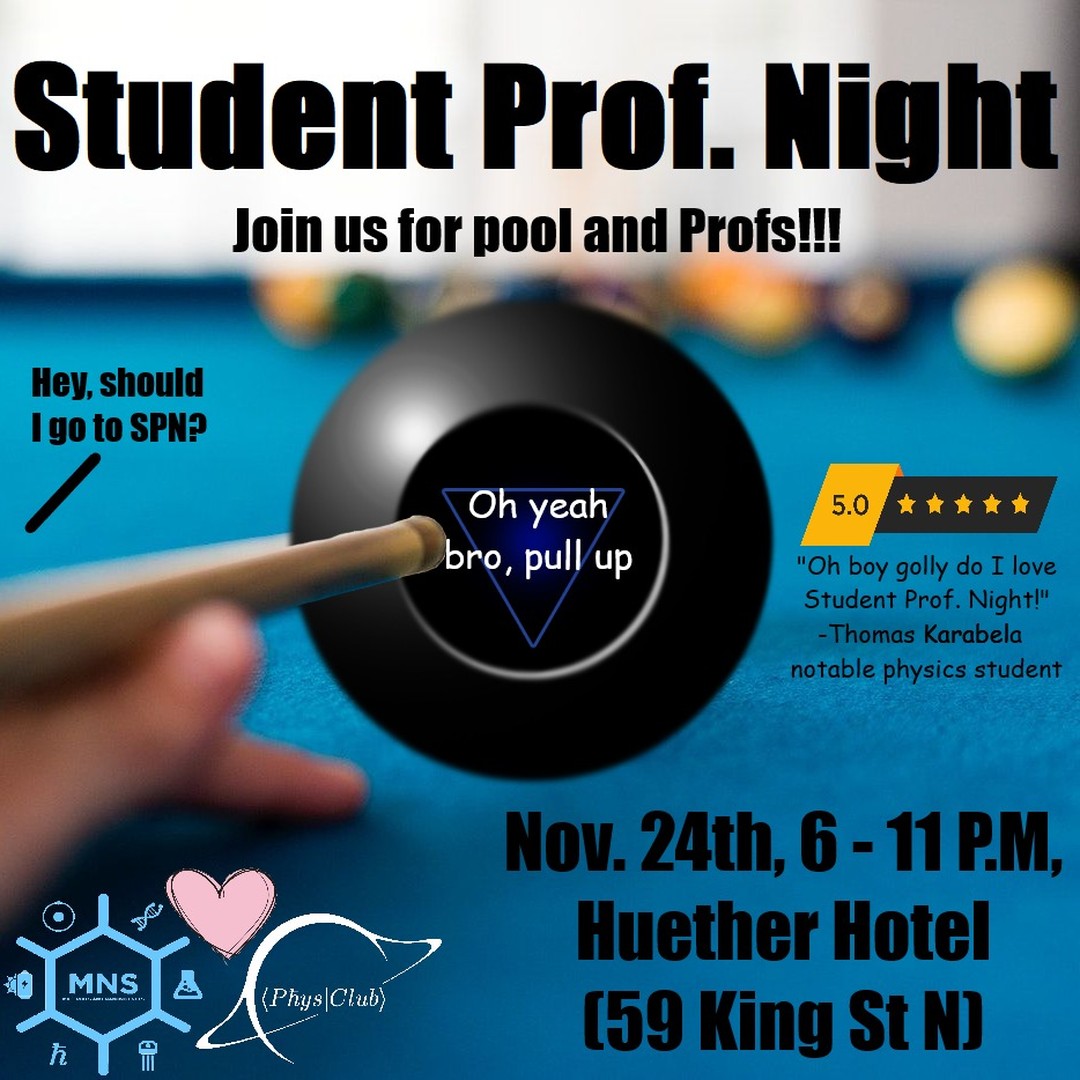 Student Prof. Night
Join us for pool and Profs!!!
Hey, should
I go to SPN?
Oh yeah
bro, pull up
5.0
"Oh boy golly do I love
Student Prof. Night!"
-Thomas Karabela
notable physics student
Nov. 24th, 6 - 11 P.M,
Huether Hotel
(59 King St N)
MNS
⟨Phys|Club⟩
ħ